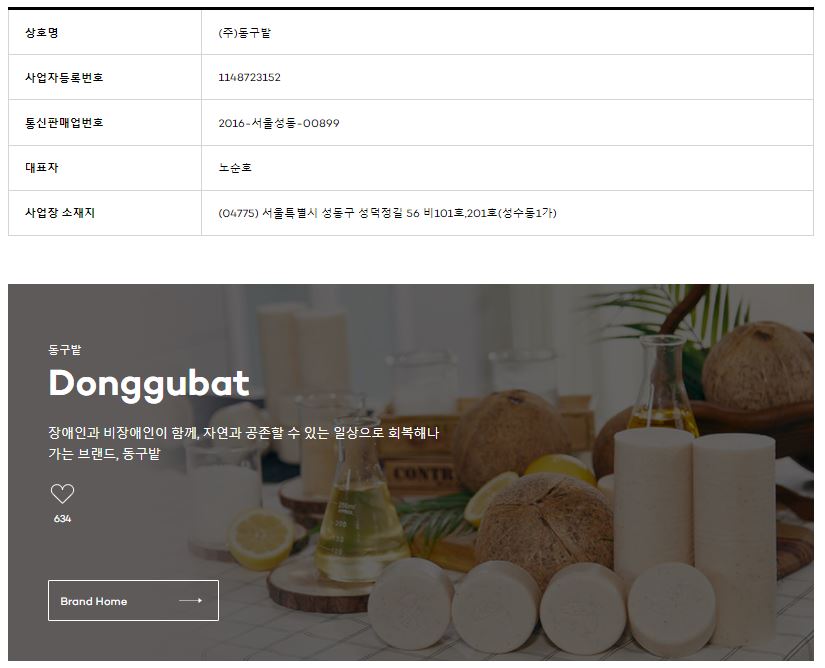 상호명 (주)동구밭
사업자등록번호 1148723152
통신판매업번호 2016-서울성동-00899
대표자 노순호
사업장 소재지 (04775) 서울특별시 성동구 성덕정길 56 비101호,201호(성수동1가)
동구밭
Donggubat
장애인과 비장애인이 함께, 자연과 공존할 수 있는 일상으로 회복해나
가는 브랜드, 동구밭
CONTR
634
Brand Home